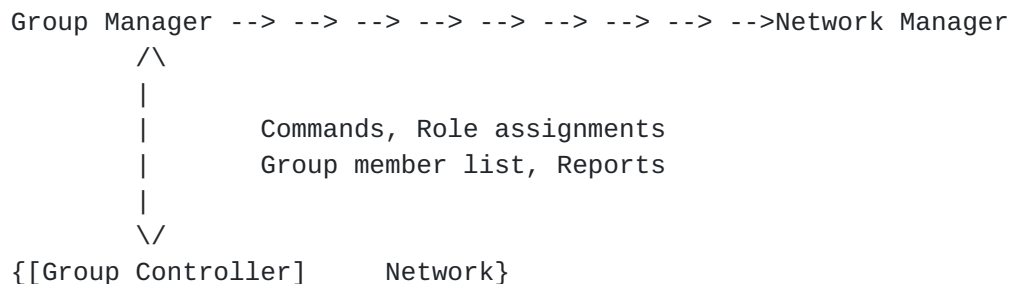 Group Manager --> --> --> --> --> --> --> --> -->Network Manager
/\
|
| Commands, Role assignments
| Group member list, Reports
|
\/
{[Group Controller] Network}